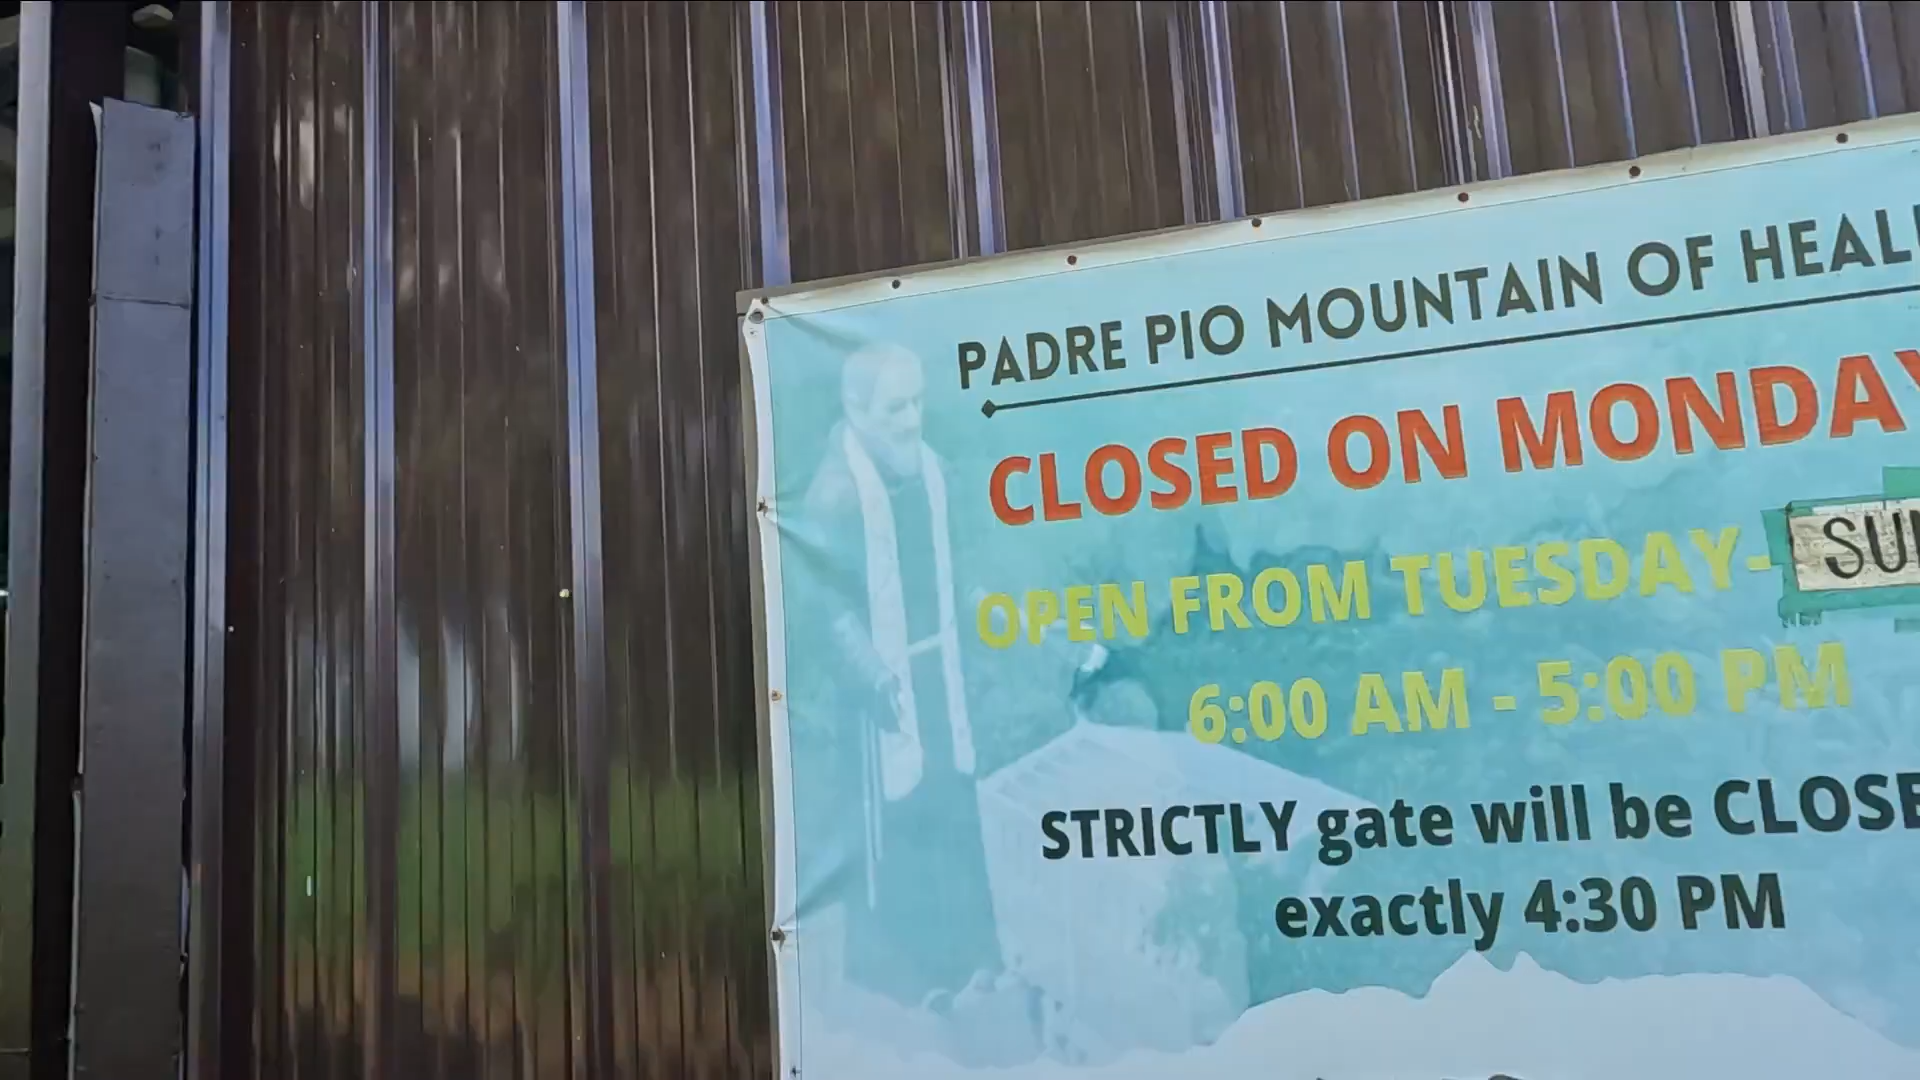 PADRE PIO MOUNTAIN OF HEAL
CLOSED ON MONDAY
OPEN FROM TUESDAY- SU
6:00 AM - 5:00 PM
STRICTLY gate will be CLOSE
exactly 4:30 PM